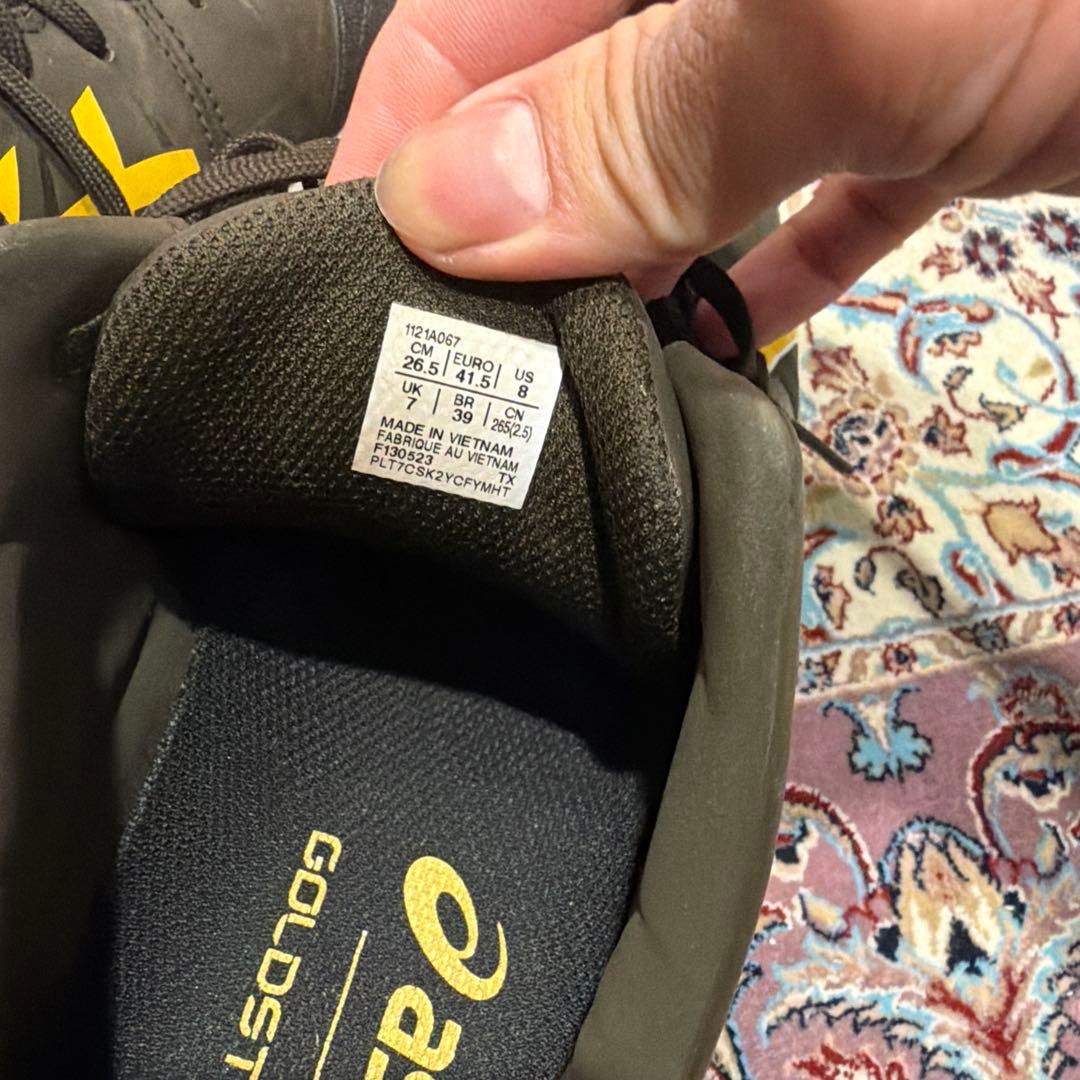 1121A067
CM | EURO | US
26.5 | 41.5 | 8
UK | BR | CN
7 | 39 | 265(2.5)
MADE IN VIETNAM
FABRIQUE AU VIETNAM
F130523 TX
PLT7CSK2YCFYMHT
GOLDST
as